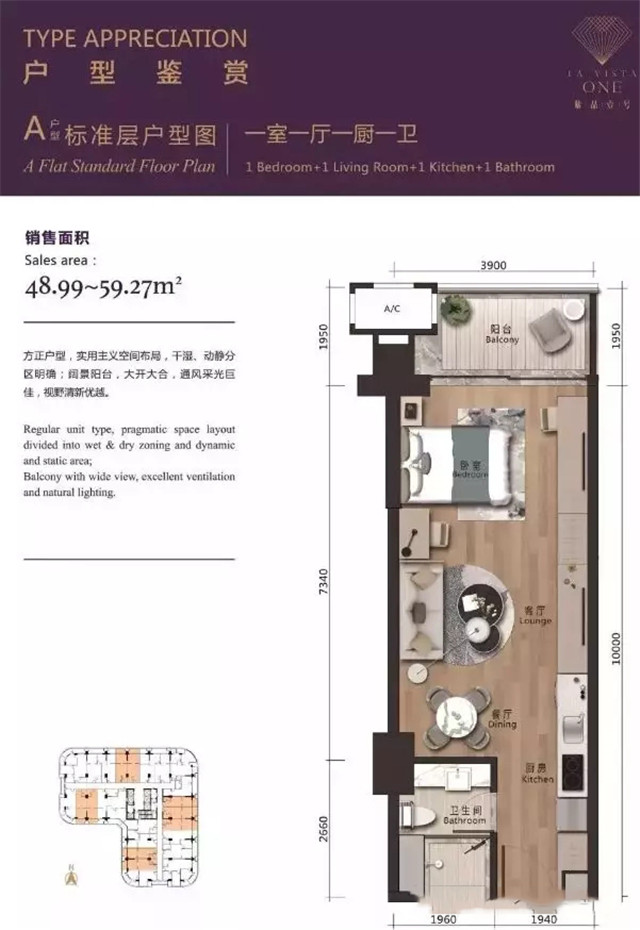 TYPE APPRECIATION
户型鉴赏
LA VISTA
ONE
A户型标准层户型图
一室一厅一厨一卫
A Flat Standard Floor Plan
1 Bedroom+1 Living Room+1 Kitchen+1 Bathroom
销售面积
Sales area :
48.99~59.27m²
方正户型，实用主义空间布局，干湿、动静分
区明确；阔景阳台，大开大合，通风采光巨
佳，视野清新优越。
Regular unit type, pragmatic space layout
divided into wet & dry zoning and dynamic
and static area;
Balcony with wide view, excellent ventilation
and natural lighting.
3900
A/C
1950
阳台
Balcony
1950
卧室
Bedroom
7340
客厅
Lounge
10000
餐厅
Dining
厨房
Kitchen
卫生间
Bathroom
2660
1960
1940
N